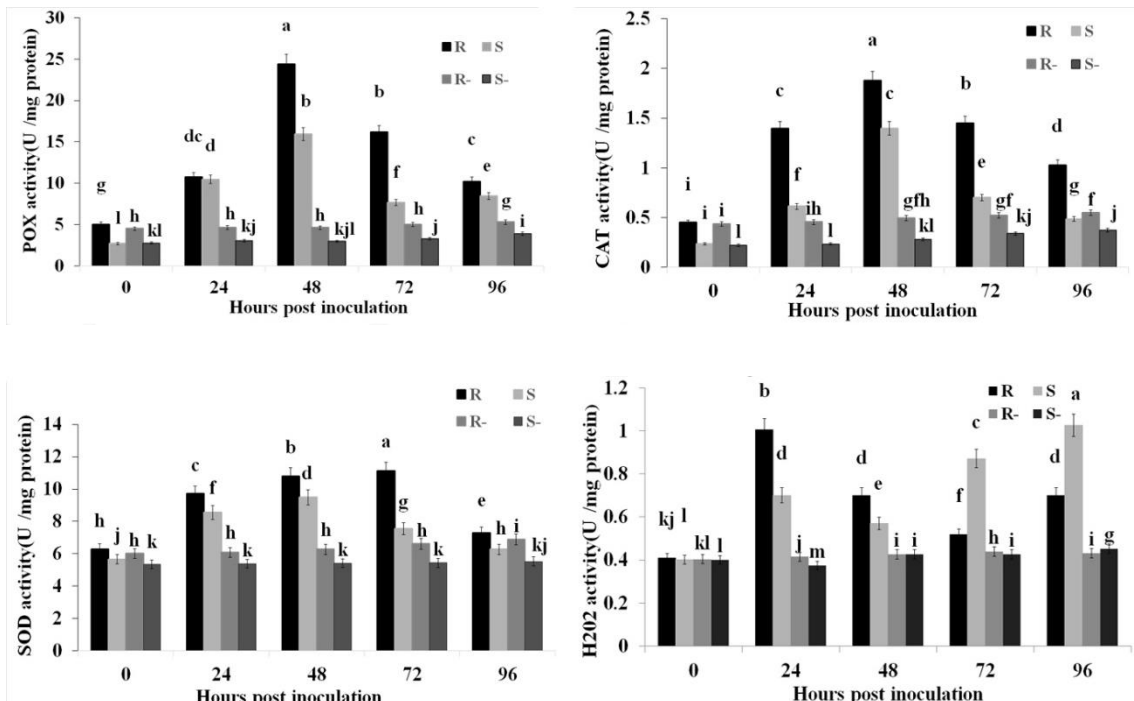 POX activity(U /mg protein)
30
25
20
15
10
5
0
R S
R- S-
g l h kl
dc d h kj
a b h kjl
b f h j
c e g i
0 24 48 72 96
Hours post inoculation
CAT activity(U /mg protein)
2.5
2
1.5
1
0.5
0
R S
R- S-
i i i l
c f ih l
a c gfh kl
b e gf kj
d g f j
0 24 48 72 96
Hours post inoculation
SOD activity(U /mg protein)
14
12
10
8
6
4
2
0
R S
R- S-
h j h k
c f h k
b d h k
a g h k
e h i kj
0 24 48 72 96
Hours post inoculation
H202 activity(U /mg protein)
1.2
1
0.8
0.6
0.4
0.2
0
R S
R- S-
kj l kl l
b d j m
d e i i
f c h i
d a i g
0 24 48 72 96
Hours post inoculation